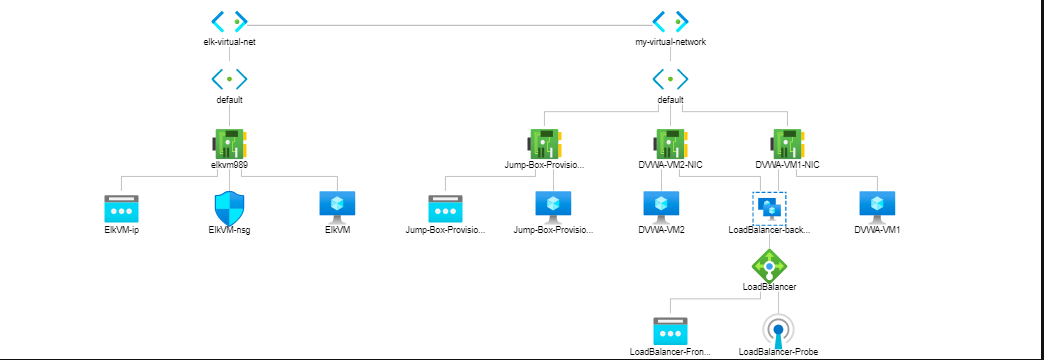 elk-virtual-net my-virtual-network
default default
elkvm989 Jump-Box-Provisio... DVWA-VM2-NIC DVWA-VM1-NIC
ElkVM-ip ElkVM-nsg ElkVM Jump-Box-Provisio... Jump-Box-Provisio... DVWA-VM2 LoadBalancer-back... DVWA-VM1
LoadBalancer
LoadBalancer-Fron... LoadBalancer-Probe